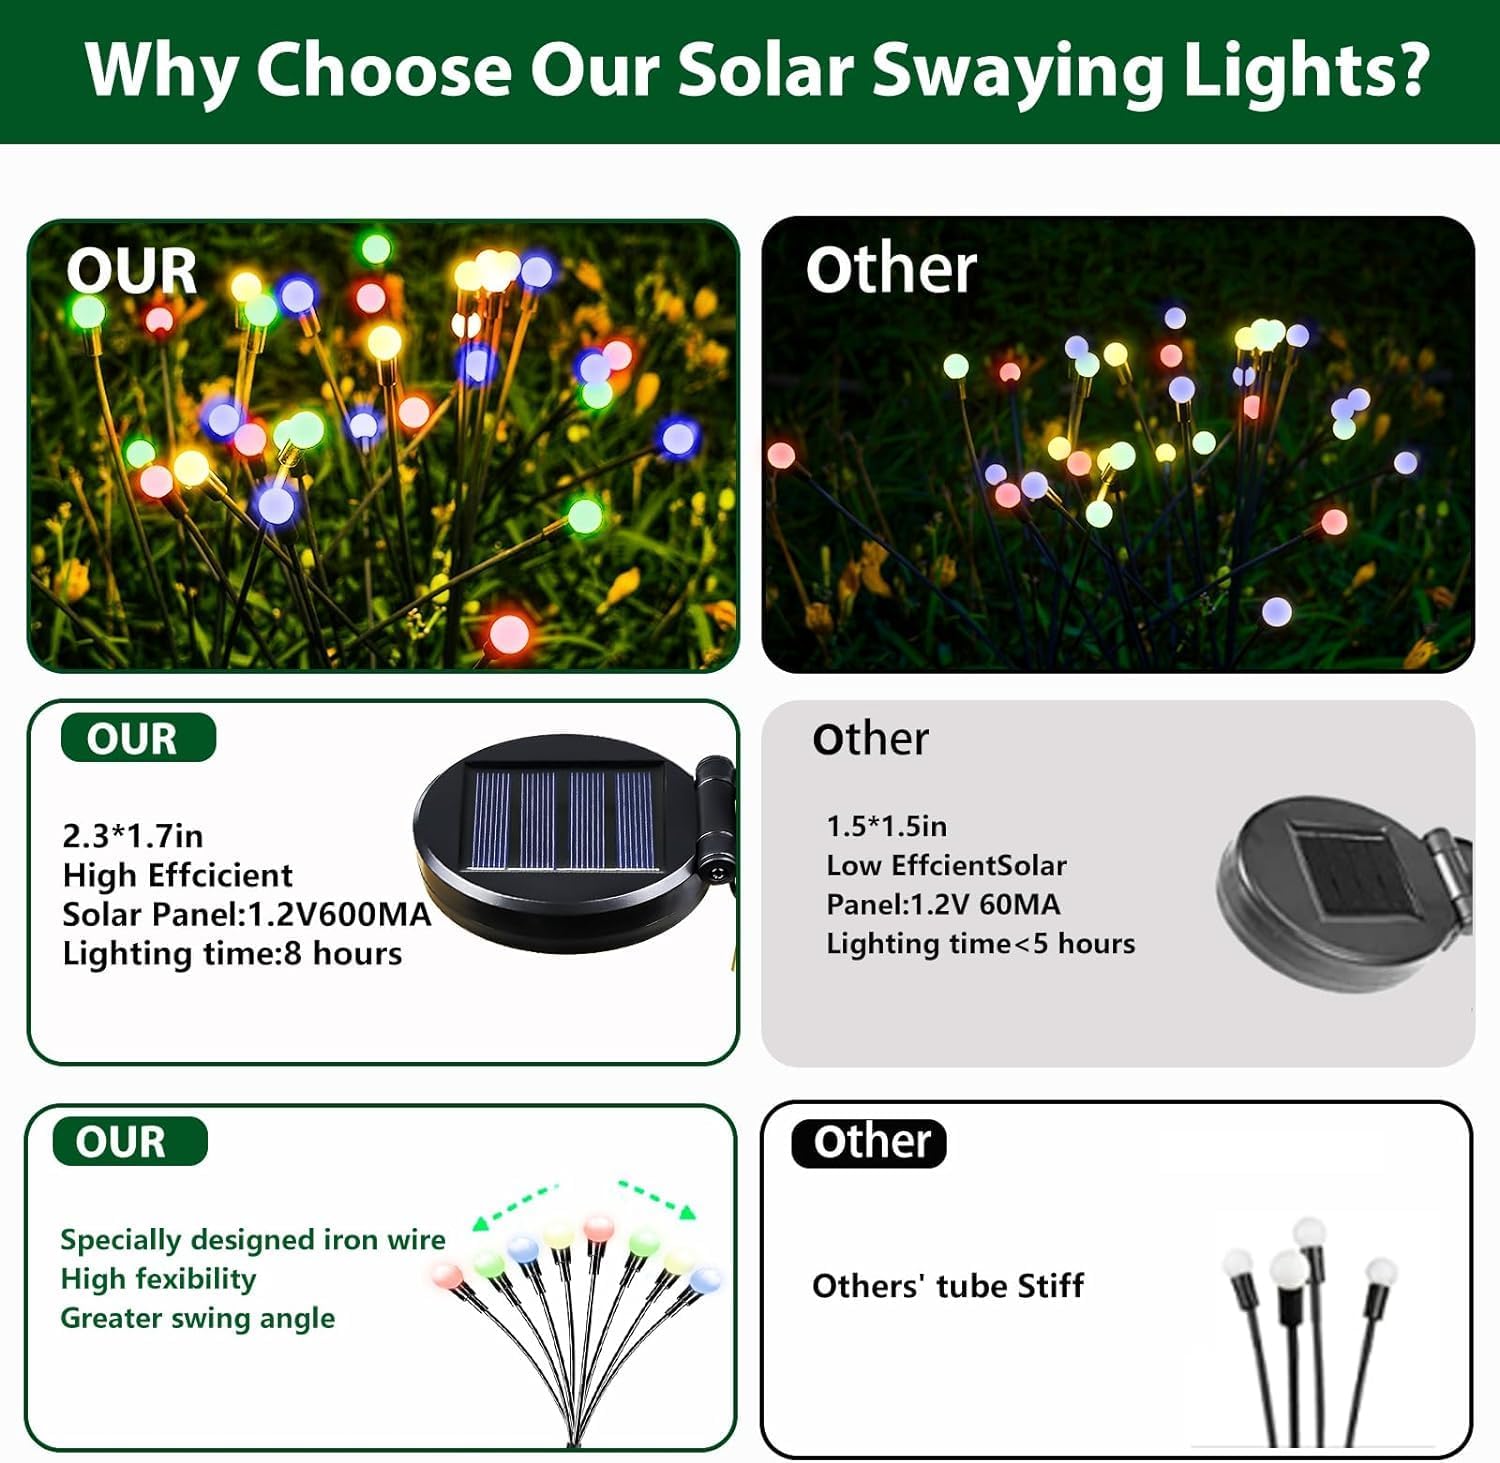 Why Choose Our Solar Swaying Lights?
OUR
Other
OUR
2.3*1.7in
High Effcicient
Solar Panel:1.2V600MA
Lighting time:8 hours
Other
1.5*1.5in
Low EffcientSolar
Panel:1.2V 60MA
Lighting time<5 hours
OUR
Specially designed iron wire
High fexibility
Greater swing angle
Other
Others' tube Stiff